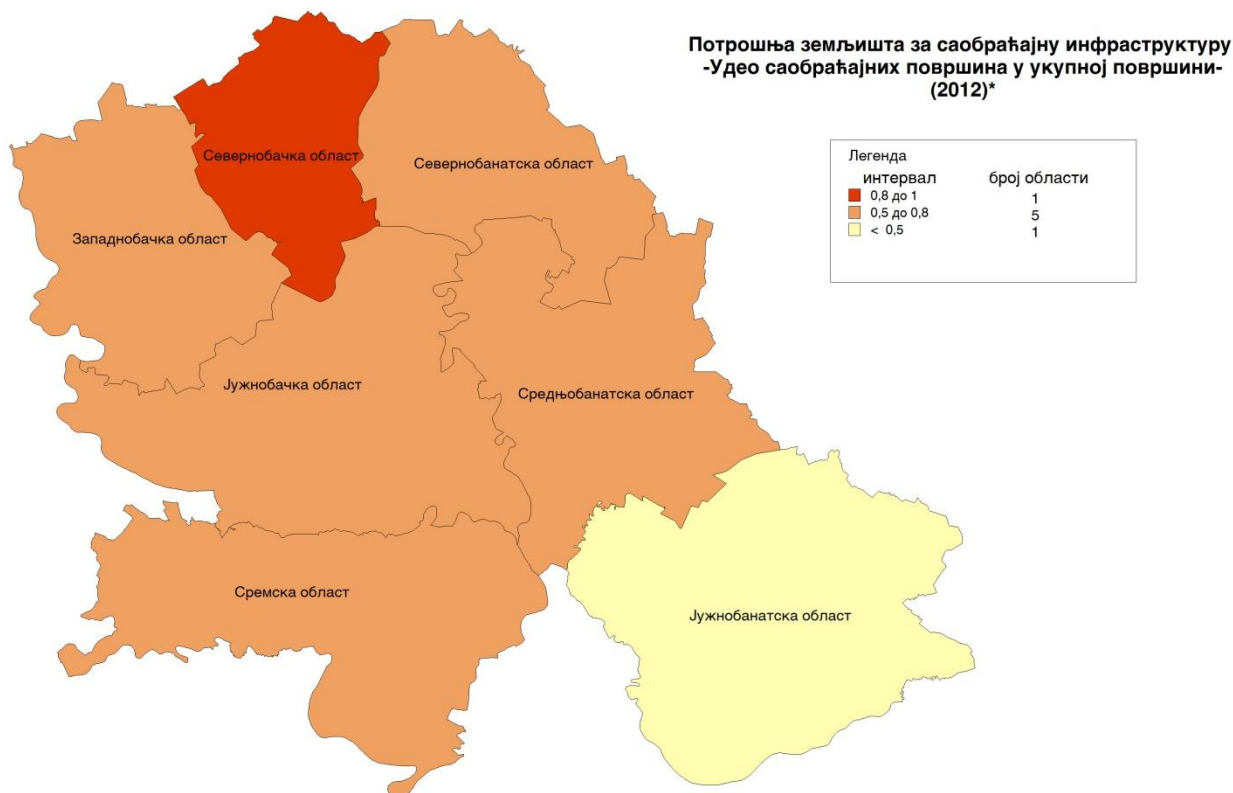 Потрошња земљишта за саобраћајну инфраструктуру
-Удео саобраћајних површина у укупној површини-
(2012)*
Легенда
интервал број области
0,8 до 1 1
0,5 до 0,8 5
< 0,5 1
Севернобачка област
Севернобанатска област
Западнобачка област
Јужнобачка област
Средњобанатска област
Сремска област
Јужнобанатска област